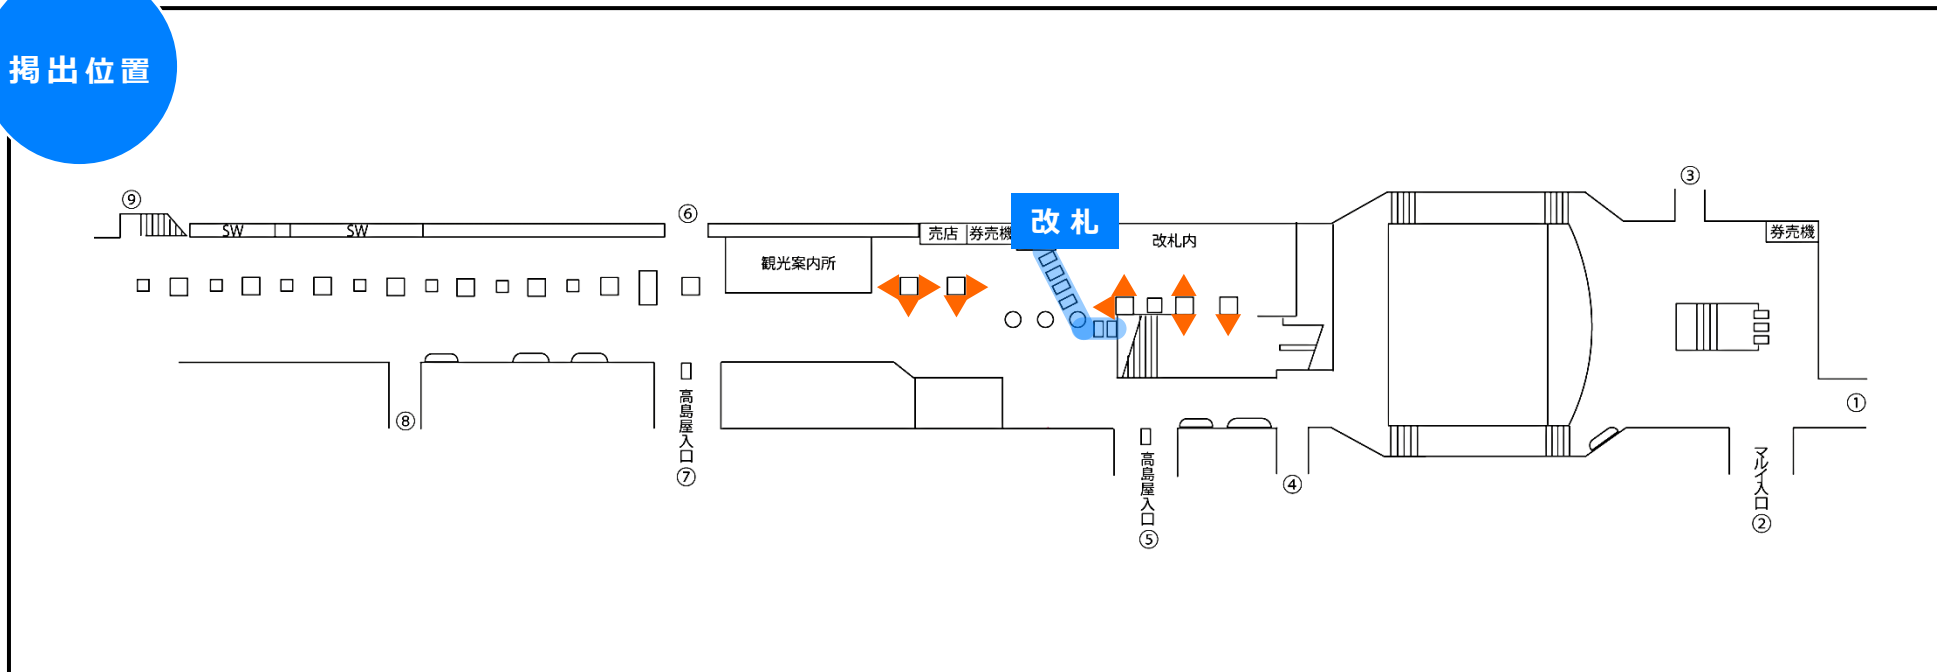 掲出位置
③
⑨
⑥
改札
SW
SW
売店
券売機
改札内
券売機
観光案内所
①
⑧
高島屋入口
⑦
高島屋入口
⑤
④
マルイ入口
②